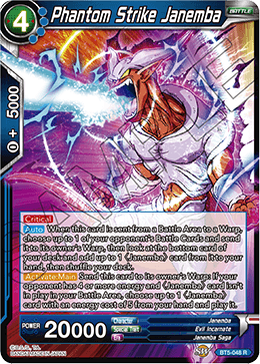 4
Phantom Strike Janemba
BATTLE
0 + 5000
Critical
Auto When this card is sent from a Battle Area to a Warp,
choose up to 1 of your opponent's Battle Cards and send
it to its owner's Warp, then look at the bottom card of
your deck and add up to 1 《Janemba》 card from it to your
hand, then shuffle your deck.
Activate Main Send this card to its owner's Warp: If your
opponent has 4 or more energy and 《Janemba》 card isn't
in play in your Battle Area, choose up to 1 《Janemba》
card with an energy cost of 5 from your hand and play it.
POWER 20000
Character Janemba
Special Trait Evil Incarnate
Era Janemba Saga
BT5-048 R